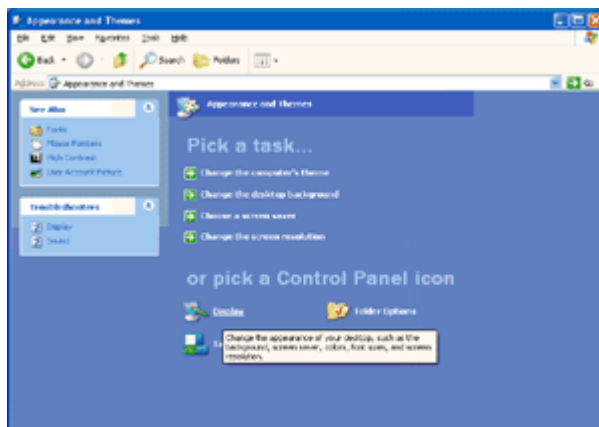 Appearance and Themes
File Edit View Favorites Tools Help
Back Search Folders
Address Appearance and Themes Go
See Also
Fonts
Mouse Pointers
High Contrast
User Account Picture
Troubleshooters
Display
Sound
Appearance and Themes
Pick a task...
Change the computer's theme
Change the desktop background
Choose a screen saver
Change the screen resolution
or pick a Control Panel icon
Display Folder Options
Change the appearance of your desktop, such as the
background, screen saver, colors, font sizes, and screen
resolution.